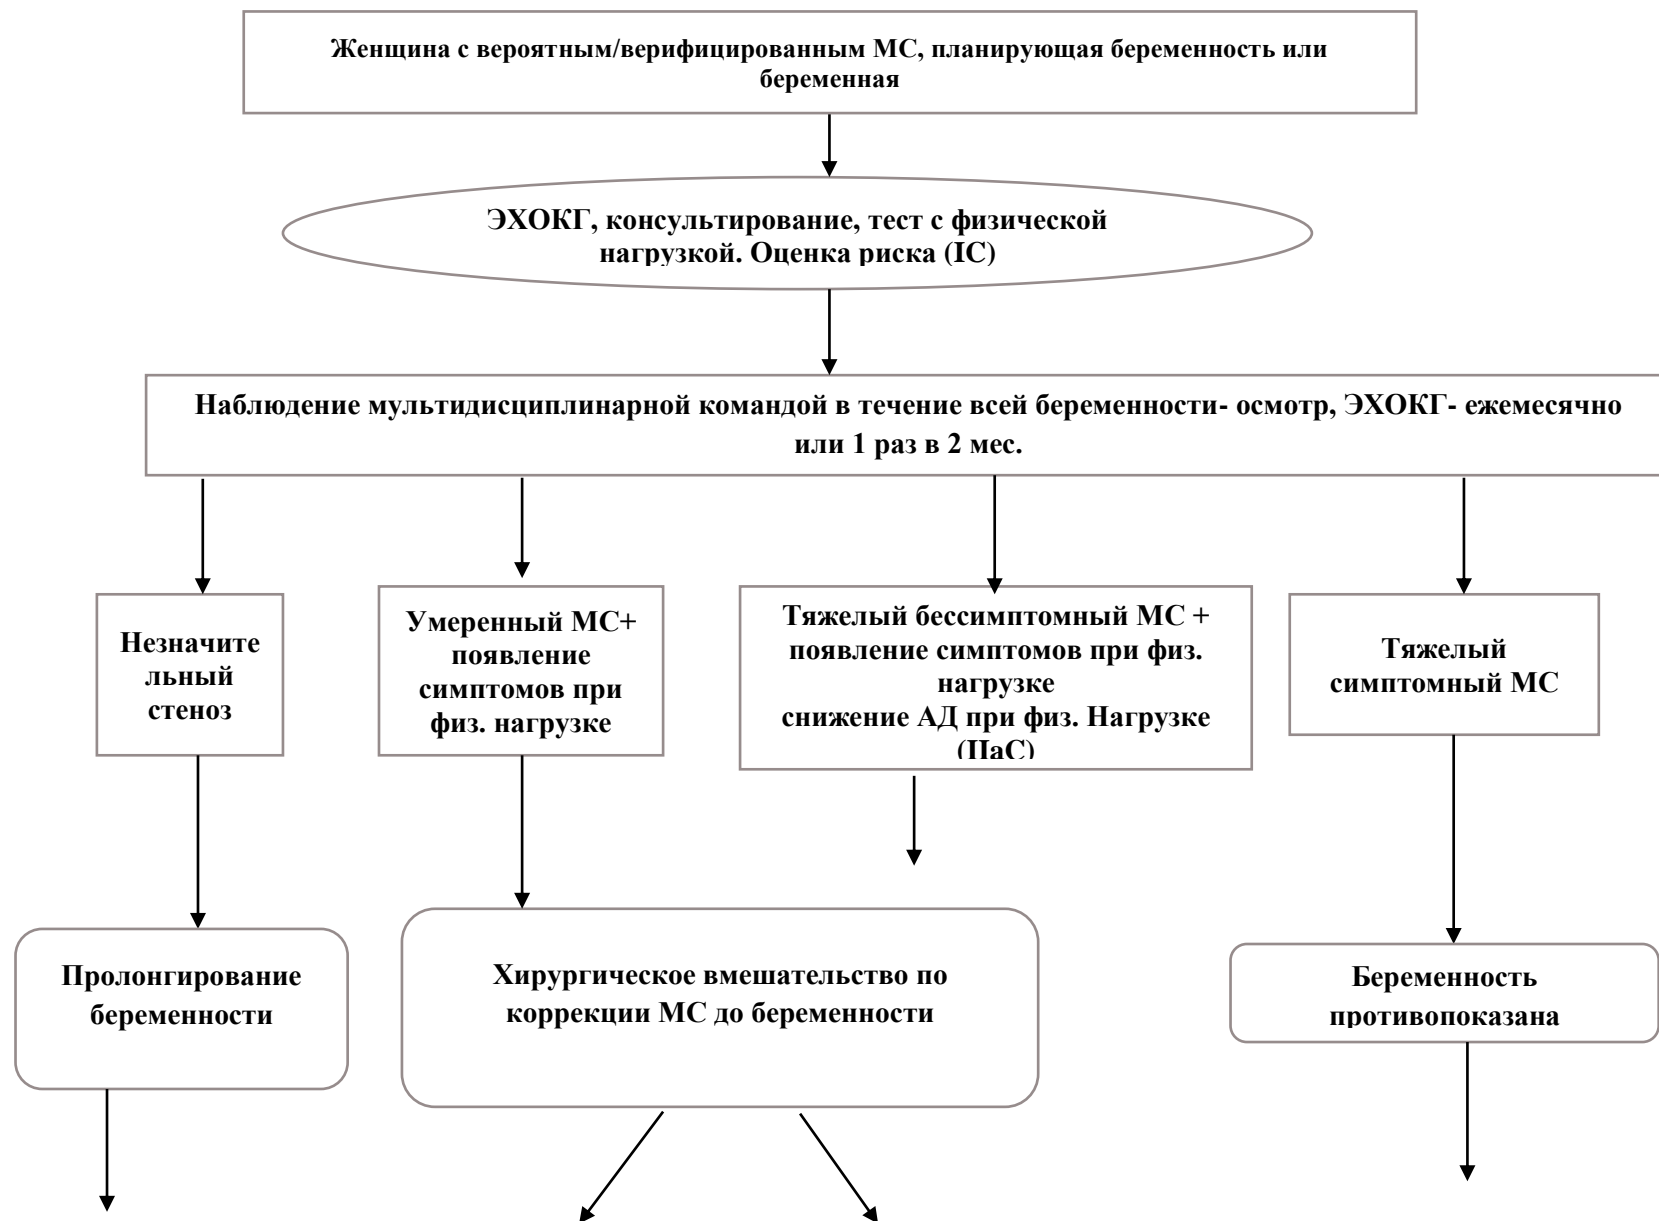 Женщина с вероятным/верифицированным МС, планирующая беременность или
беременная
ЭХОКГ, консультирование, тест с физической
нагрузкой. Оценка риска (IC)
Наблюдение мультидисциплинарной командой в течение всей беременности- осмотр, ЭХОКГ- ежемесячно
или 1 раз в 2 мес.
Незначите
льный
стеноз
Умеренный МС+
появление
симптомов при
физ. нагрузке
Тяжелый бессимптомный МС +
появление симптомов при физ.
нагрузке
снижение АД при физ. Нагрузке
(IIaC)
Тяжелый
симптомный МС
Пролонгирование
беременности
Хирургическое вмешательство по
коррекции МС до беременности
Беременность
противопоказана